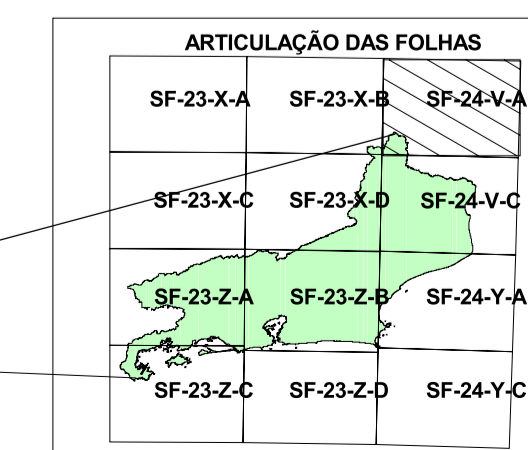 ARTICULAÇÃO DAS FOLHAS
SF-23-X-A SF-23-X-B SF-24-V-A
SF-23-X-C SF-23-X-D SF-24-V-C
SF-23-Z-A SF-23-Z-B SF-24-Y-A
SF-23-Z-C SF-23-Z-D SF-24-Y-C